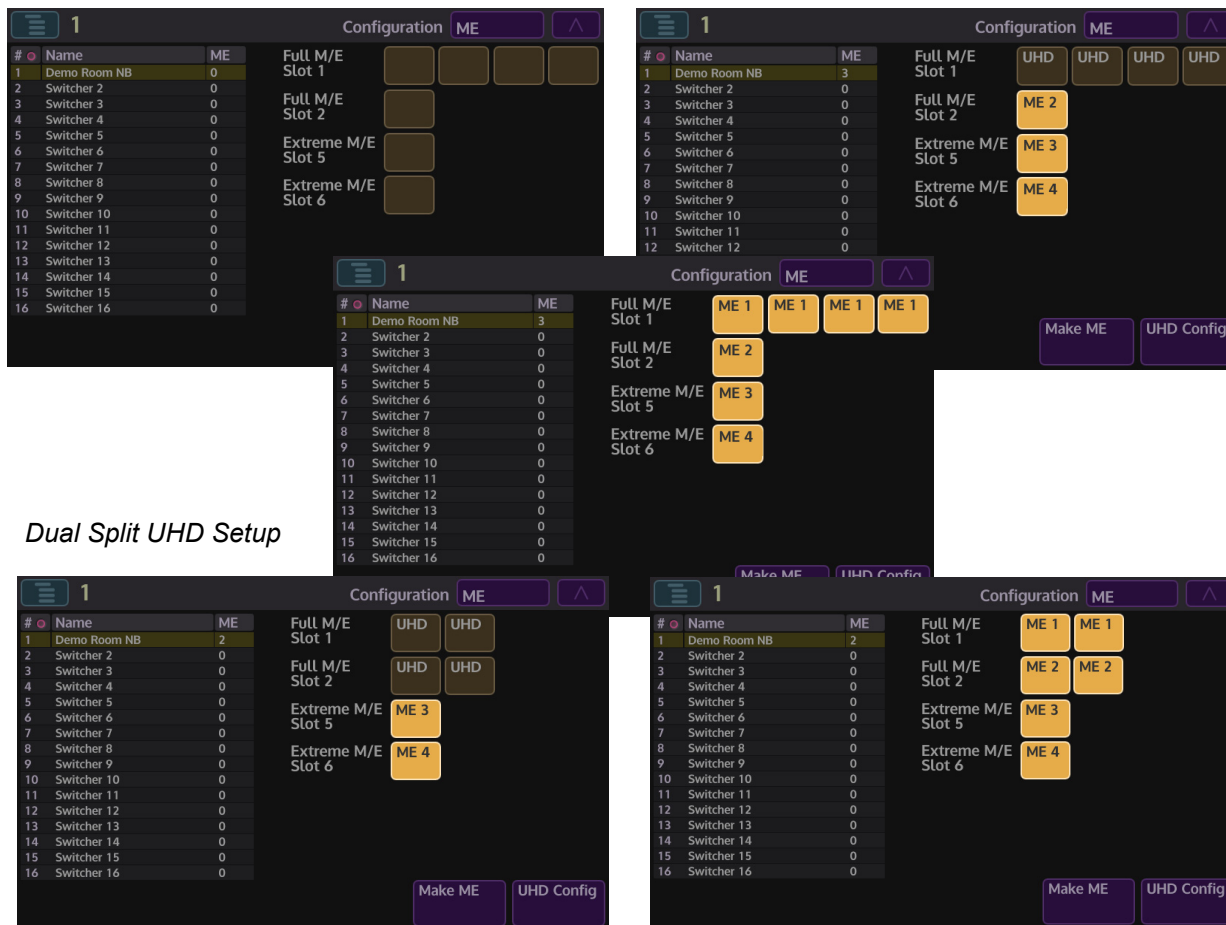 1 Configuration ME
# Name ME
1 Demo Room NB 0
2 Switcher 2 0
3 Switcher 3 0
4 Switcher 4 0
5 Switcher 5 0
6 Switcher 6 0
7 Switcher 7 0
8 Switcher 8 0
9 Switcher 9 0
10 Switcher 10 0
11 Switcher 11 0
12 Switcher 12 0
13 Switcher 13 0
14 Switcher 14 0
15 Switcher 15 0
16 Switcher 16 0
Full M/E
Slot 1
Full M/E
Slot 2
Extreme M/E
Slot 5
Extreme M/E
Slot 6
1 Configuration ME
# Name ME
1 Demo Room NB 3
2 Switcher 2 0
3 Switcher 3 0
4 Switcher 4 0
5 Switcher 5 0
6 Switcher 6 0
7 Switcher 7 0
8 Switcher 8 0
9 Switcher 9 0
10 Switcher 10 0
11 Switcher 11 0
12 Switcher 12 0
Full M/E UHD UHD UHD UHD
Slot 1
Full M/E ME 2
Slot 2
Extreme M/E ME 3
Slot 5
Extreme M/E ME 4
Slot 6
Make ME UHD Config
1 Configuration ME
# Name ME
1 Demo Room NB 3
2 Switcher 2 0
3 Switcher 3 0
4 Switcher 4 0
5 Switcher 5 0
6 Switcher 6 0
7 Switcher 7 0
8 Switcher 8 0
9 Switcher 9 0
10 Switcher 10 0
11 Switcher 11 0
12 Switcher 12 0
13 Switcher 13 0
14 Switcher 14 0
15 Switcher 15 0
16 Switcher 16 0
Full M/E ME 1 ME 1 ME 1 ME 1
Slot 1
Full M/E ME 2
Slot 2
Extreme M/E ME 3
Slot 5
Extreme M/E ME 4
Slot 6
Make ME UHD Config
Dual Split UHD Setup
1 Configuration ME
# Name ME
1 Demo Room NB 2
2 Switcher 2 0
3 Switcher 3 0
4 Switcher 4 0
5 Switcher 5 0
6 Switcher 6 0
7 Switcher 7 0
8 Switcher 8 0
9 Switcher 9 0
10 Switcher 10 0
11 Switcher 11 0
12 Switcher 12 0
13 Switcher 13 0
14 Switcher 14 0
15 Switcher 15 0
16 Switcher 16 0
Full M/E UHD UHD
Slot 1
Full M/E UHD UHD
Slot 2
Extreme M/E ME 3
Slot 5
Extreme M/E ME 4
Slot 6
Make ME UHD Config
1 Configuration ME
# Name ME
1 Demo Room NB 2
2 Switcher 2 0
3 Switcher 3 0
4 Switcher 4 0
5 Switcher 5 0
6 Switcher 6 0
7 Switcher 7 0
8 Switcher 8 0
9 Switcher 9 0
10 Switcher 10 0
11 Switcher 11 0
12 Switcher 12 0
13 Switcher 13 0
14 Switcher 14 0
15 Switcher 15 0
16 Switcher 16 0
Full M/E ME 1 ME 1
Slot 1
Full M/E ME 2 ME 2
Slot 2
Extreme M/E ME 3
Slot 5
Extreme M/E ME 4
Slot 6
Make ME UHD Config